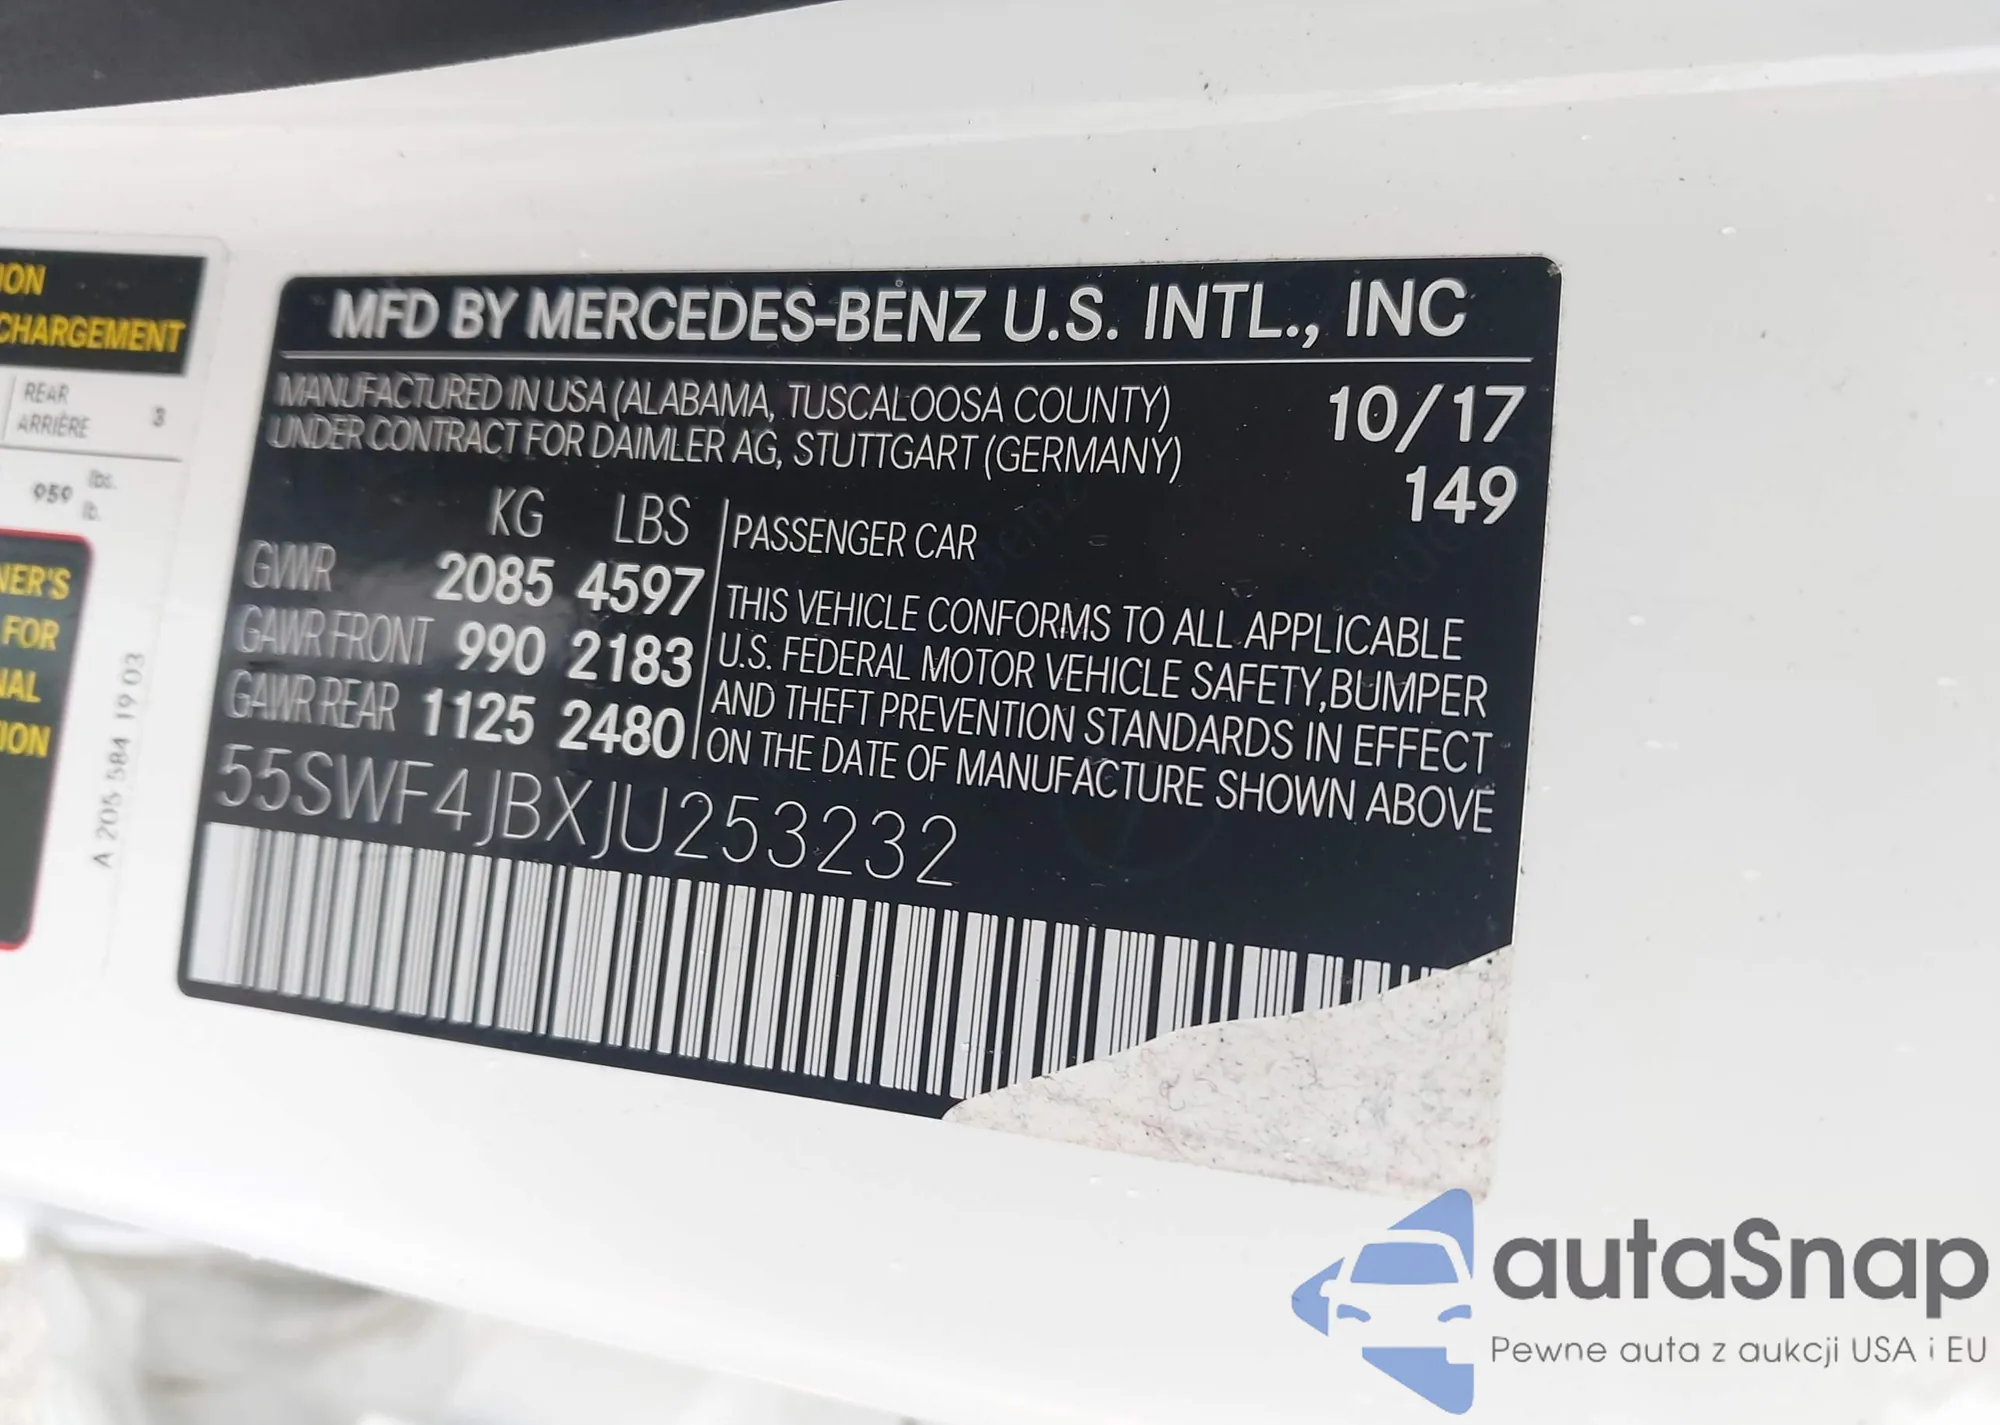 ION
CHARGEMENT
REAR
ARRIÈRE
3
959
lbs.
lb.
NER'S
FOR
NAL
ION
A 205 584 19 03
MFD BY MERCEDES-BENZ U.S. INTL., INC
MANUFACTURED IN USA (ALABAMA, TUSCALOOSA COUNTY)
UNDER CONTRACT FOR DAIMLER AG, STUTTGART (GERMANY)
10/17
149
KG LBS
GVWR 2085 4597
GAWR FRONT 990 2183
GAWR REAR 1125 2480
PASSENGER CAR
THIS VEHICLE CONFORMS TO ALL APPLICABLE
U.S. FEDERAL MOTOR VEHICLE SAFETY,BUMPER
AND THEFT PREVENTION STANDARDS IN EFFECT
ON THE DATE OF MANUFACTURE SHOWN ABOVE
55SWF4JBXJU253232
autaSnap
Pewne auta z aukcji USA i EU